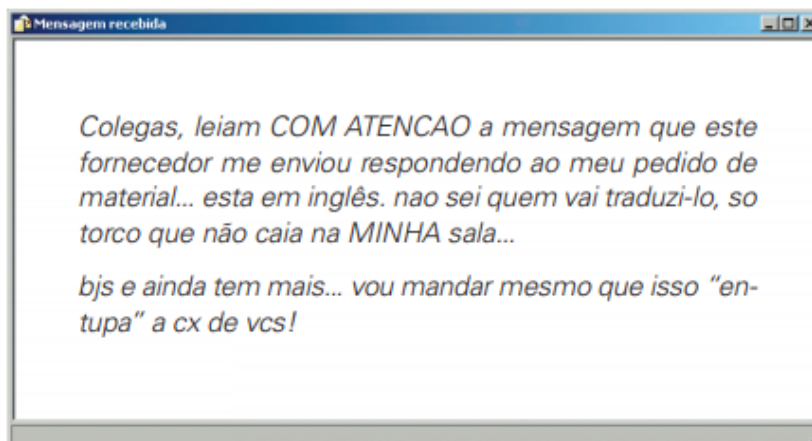 Mensagem recebida
Colegas, leiam COM ATENCAO a mensagem que este
fornecedor me enviou respondendo ao meu pedido de
material... esta em inglês. nao sei quem vai traduzi-lo, so
torco que não caia na MINHA sala...
bjs e ainda tem mais... vou mandar mesmo que isso "en-
tupa" a cx de vcs!